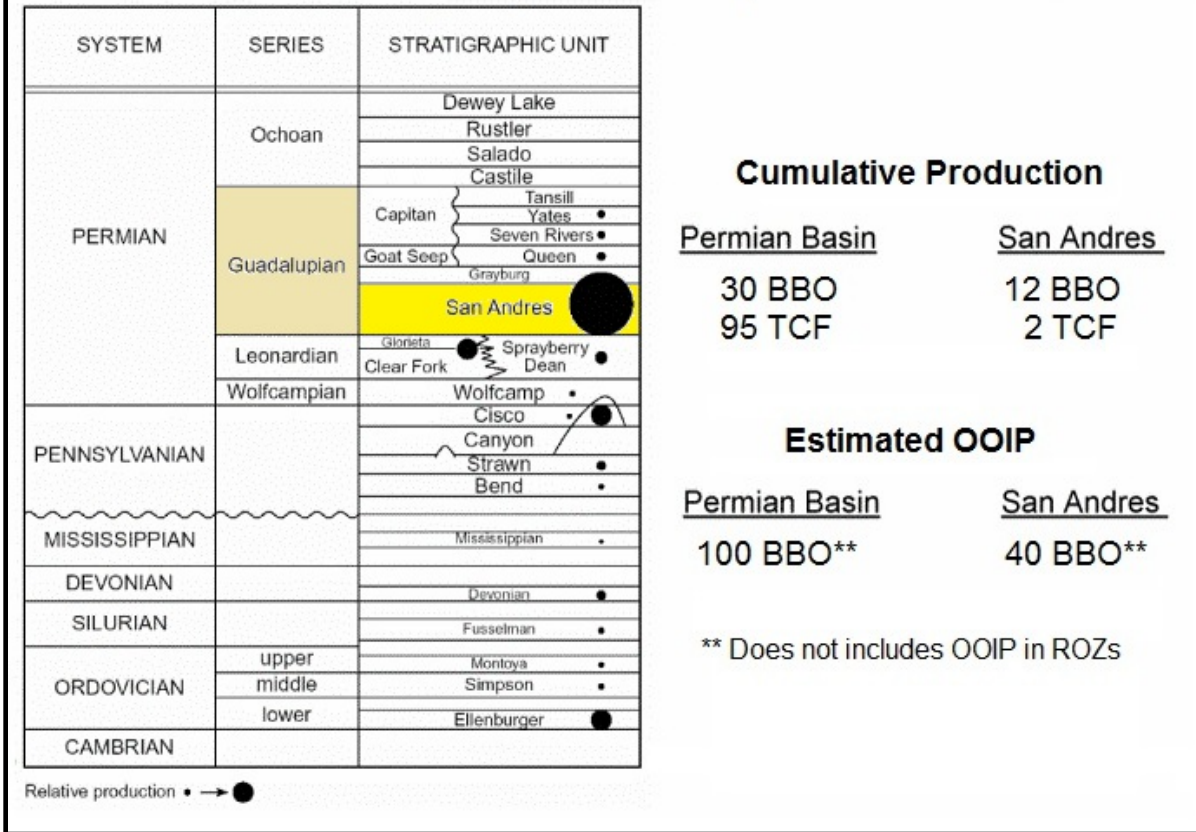 SYSTEM SERIES STRATIGRAPHIC UNIT
PERMIAN
Ochoan
Dewey Lake
Rustler
Salado
Castile
Guadalupian
Capitan
Tansill
Yates
Seven Rivers
Goat Seep
Queen
Grayburg
San Andres
Leonardian
Glorieta
Clear Fork
Sprayberry
Dean
Wolfcampian
Wolfcamp
PENNSYLVANIAN
Cisco
Canyon
Strawn
Bend
MISSISSIPPIAN
Mississippian
DEVONIAN
Devonian
SILURIAN
Fusselman
ORDOVICIAN
upper
Montoya
middle
Simpson
lower
Ellenburger
CAMBRIAN
Relative production
Cumulative Production
Permian Basin San Andres
30 BBO 12 BBO
95 TCF 2 TCF
Estimated OOIP
Permian Basin San Andres
100 BBO** 40 BBO**
** Does not includes OOIP in ROZs